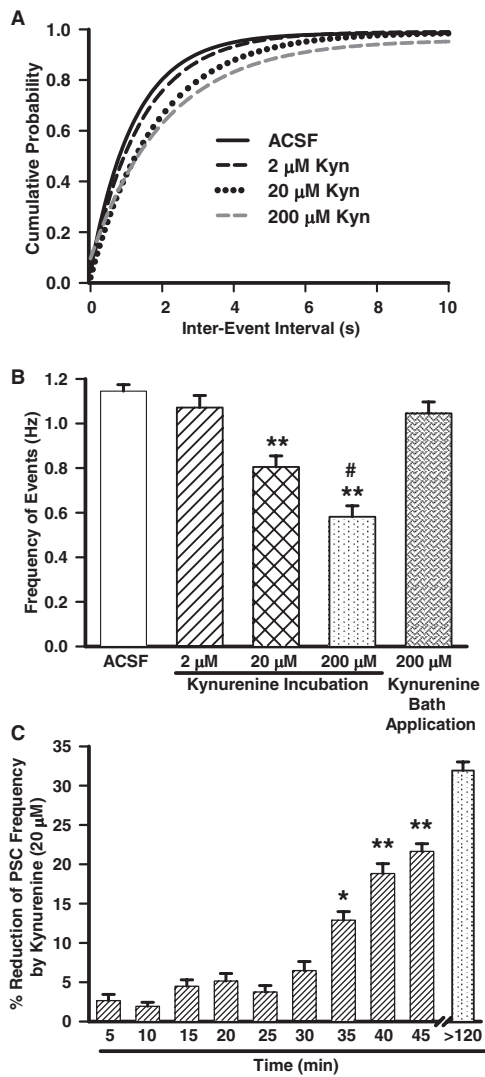 A
Cumulative Probability
1.0
0.8
0.6
0.4
0.2
0.0
ACSF
2 µM Kyn
20 µM Kyn
200 µM Kyn
0 2 4 6 8 10
Inter-Event Interval (s)
B
Frequency of Events (Hz)
1.2
1.0
0.8
0.6
0.4
0.2
0.0
**
#
**
ACSF 2 µM 20 µM 200 µM 200 µM
Kynurenine Incubation
Kynurenine
Bath
Application
C
% Reduction of PSC Frequency
by Kynurenine (20 µM)
35
30
25
20
15
10
5
0
* ** **
5 10 15 20 25 30 35 40 45 >120
Time (min)